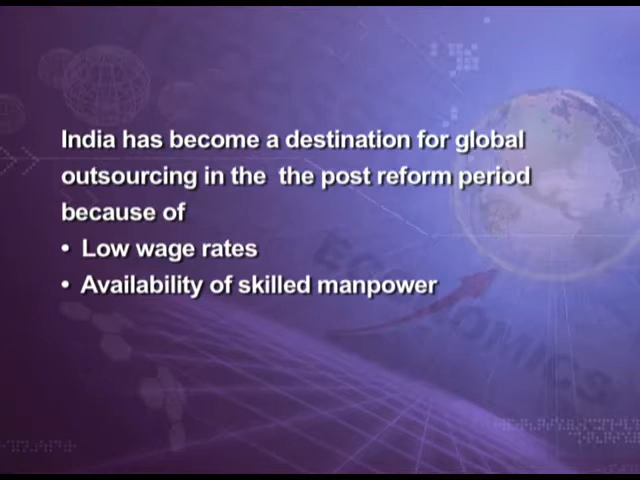 India has become a destination for global
outsourcing in the  the post reform period
because of
• Low wage rates
• Availability of skilled manpower
ECONOMICS